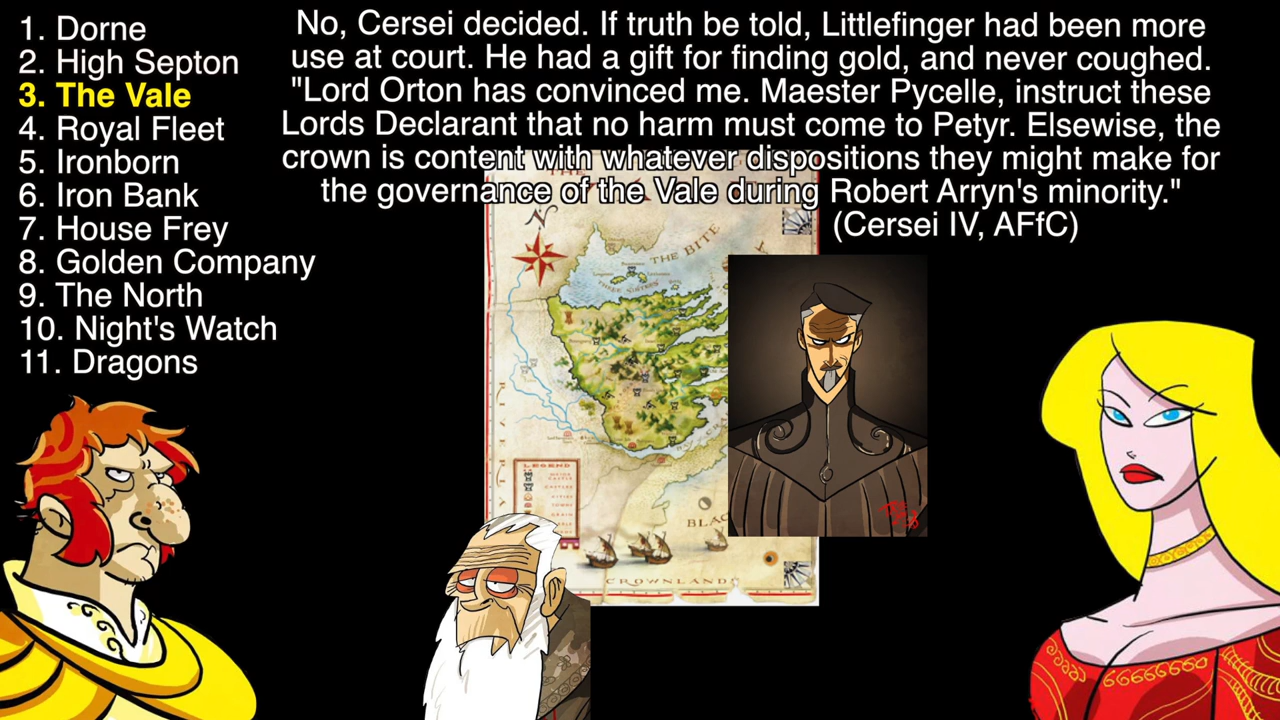 1. Dorne
2. High Septon
3. The Vale
4. Royal Fleet
5. Ironborn
6. Iron Bank
7. House Frey
8. Golden Company
9. The North
10. Night's Watch
11. Dragons
No, Cersei decided. If truth be told, Littlefinger had been more
use at court. He had a gift for finding gold, and never coughed.
"Lord Orton has convinced me. Maester Pycelle, instruct these
Lords Declarant that no harm must come to Petyr. Elsewise, the
crown is content with whatever dispositions they might make for
the governance of the Vale during Robert Arryn's minority."
(Cersei IV, AFfC)
N
THE BITE
LEGEND
BLAC
CROWNLANDS